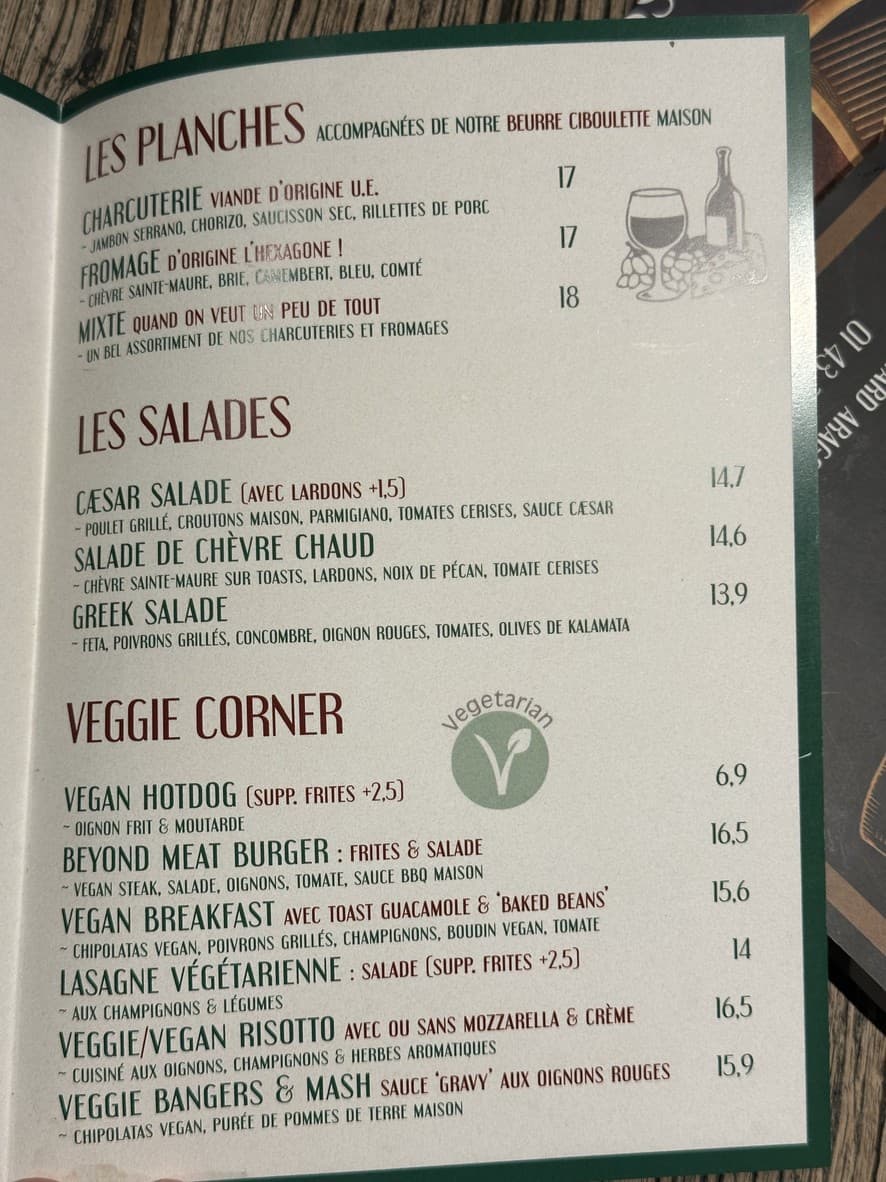 LES PLANCHES ACCOMPAGNÉES DE NOTRE BEURRE CIBOULETTE MAISON
CHARCUTERIE VIANDE D'ORIGINE U.E. 17
~ JAMBON SERRANO, CHORIZO, SAUCISSON SEC, RILLETTES DE PORC
FROMAGE D'ORIGINE L'HEXAGONE ! 17
~ CHÈVRE SAINTE-MAURE, BRIE, CAMEMBERT, BLEU, COMTÉ
MIXTE QUAND ON VEUT UN PEU DE TOUT 18
~ UN BEL ASSORTIMENT DE NOS CHARCUTERIES ET FROMAGES
LES SALADES
CÆSAR SALADE (AVEC LARDONS +1,5) 14,7
~ POULET GRILLÉ, CROUTONS MAISON, PARMIGIANO, TOMATES CERISES, SAUCE CÆSAR
SALADE DE CHÈVRE CHAUD 14,6
~ CHÈVRE SAINTE-MAURE SUR TOASTS, LARDONS, NOIX DE PÉCAN, TOMATE CERISES
GREEK SALADE 13,9
~ FETA, POIVRONS GRILLÉS, CONCOMBRE, OIGNON ROUGES, TOMATES, OLIVES DE KALAMATA
VEGGIE CORNER
Vegetarian
V
VEGAN HOTDOG (SUPP. FRITES +2,5) 6,9
~ OIGNON FRIT & MOUTARDE
BEYOND MEAT BURGER : FRITES & SALADE 16,5
~ VEGAN STEAK, SALADE, OIGNONS, TOMATE, SAUCE BBQ MAISON
VEGAN BREAKFAST AVEC TOAST GUACAMOLE & 'BAKED BEANS' 15,6
~ CHIPOLATAS VEGAN, POIVRONS GRILLÉS, CHAMPIGNONS, BOUDIN VEGAN, TOMATE
LASAGNE VÉGÉTARIENNE : SALADE (SUPP. FRITES +2,5) 14
~ AUX CHAMPIGNONS & LÉGUMES
VEGGIE/VEGAN RISOTTO AVEC OU SANS MOZZARELLA & CRÈME 16,5
~ CUISINÉ AUX OIGNONS, CHAMPIGNONS & HERBES AROMATIQUES
VEGGIE BANGERS & MASH SAUCE 'GRAVY' AUX OIGNONS ROUGES 15,9
~ CHIPOLATAS VEGAN, PURÉE DE POMMES DE TERRE MAISON
01 43